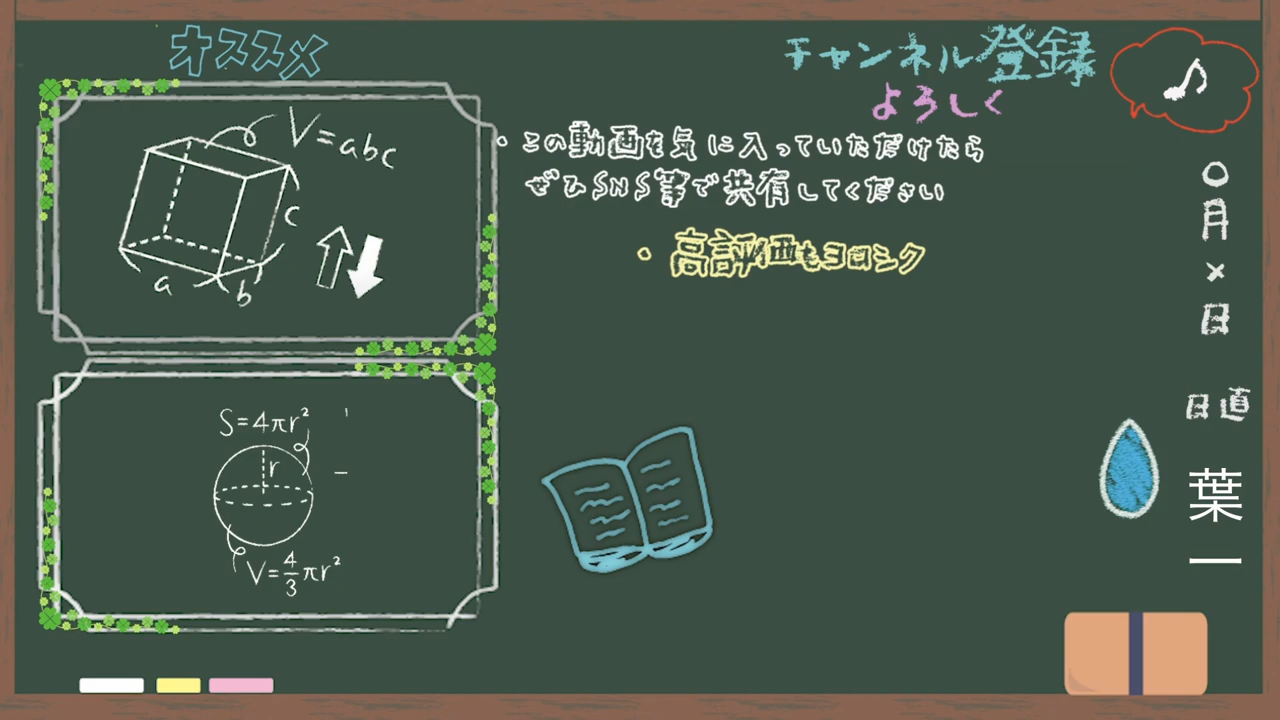 オススメ
V=abc
c
a
b
S=4πr²
r
V=4/3πr²
チャンネル登録
よろしく
・この動画を気に入っていただけたら
ぜひSNS等で共有してください
・高評価もヨロシク
〇月×日
日直
葉一